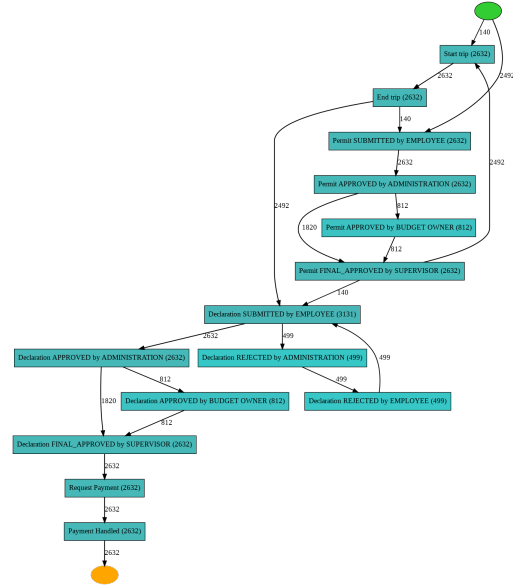 140
Start trip (2632)
2492
2632
End trip (2632)
140
Permit SUBMITTED by EMPLOYEE (2632)
2632
2492
Permit APPROVED by ADMINISTRATION (2632)
2492
812
1820
Permit APPROVED by BUDGET OWNER (812)
812
Permit FINAL_APPROVED by SUPERVISOR (2632)
140
Declaration SUBMITTED by EMPLOYEE (3131)
2632
499
Declaration APPROVED by ADMINISTRATION (2632)
Declaration REJECTED by ADMINISTRATION (499)
499
812
499
1820
Declaration APPROVED by BUDGET OWNER (812)
Declaration REJECTED by EMPLOYEE (499)
812
Declaration FINAL_APPROVED by SUPERVISOR (2632)
2632
Request Payment (2632)
2632
Payment Handled (2632)
2632